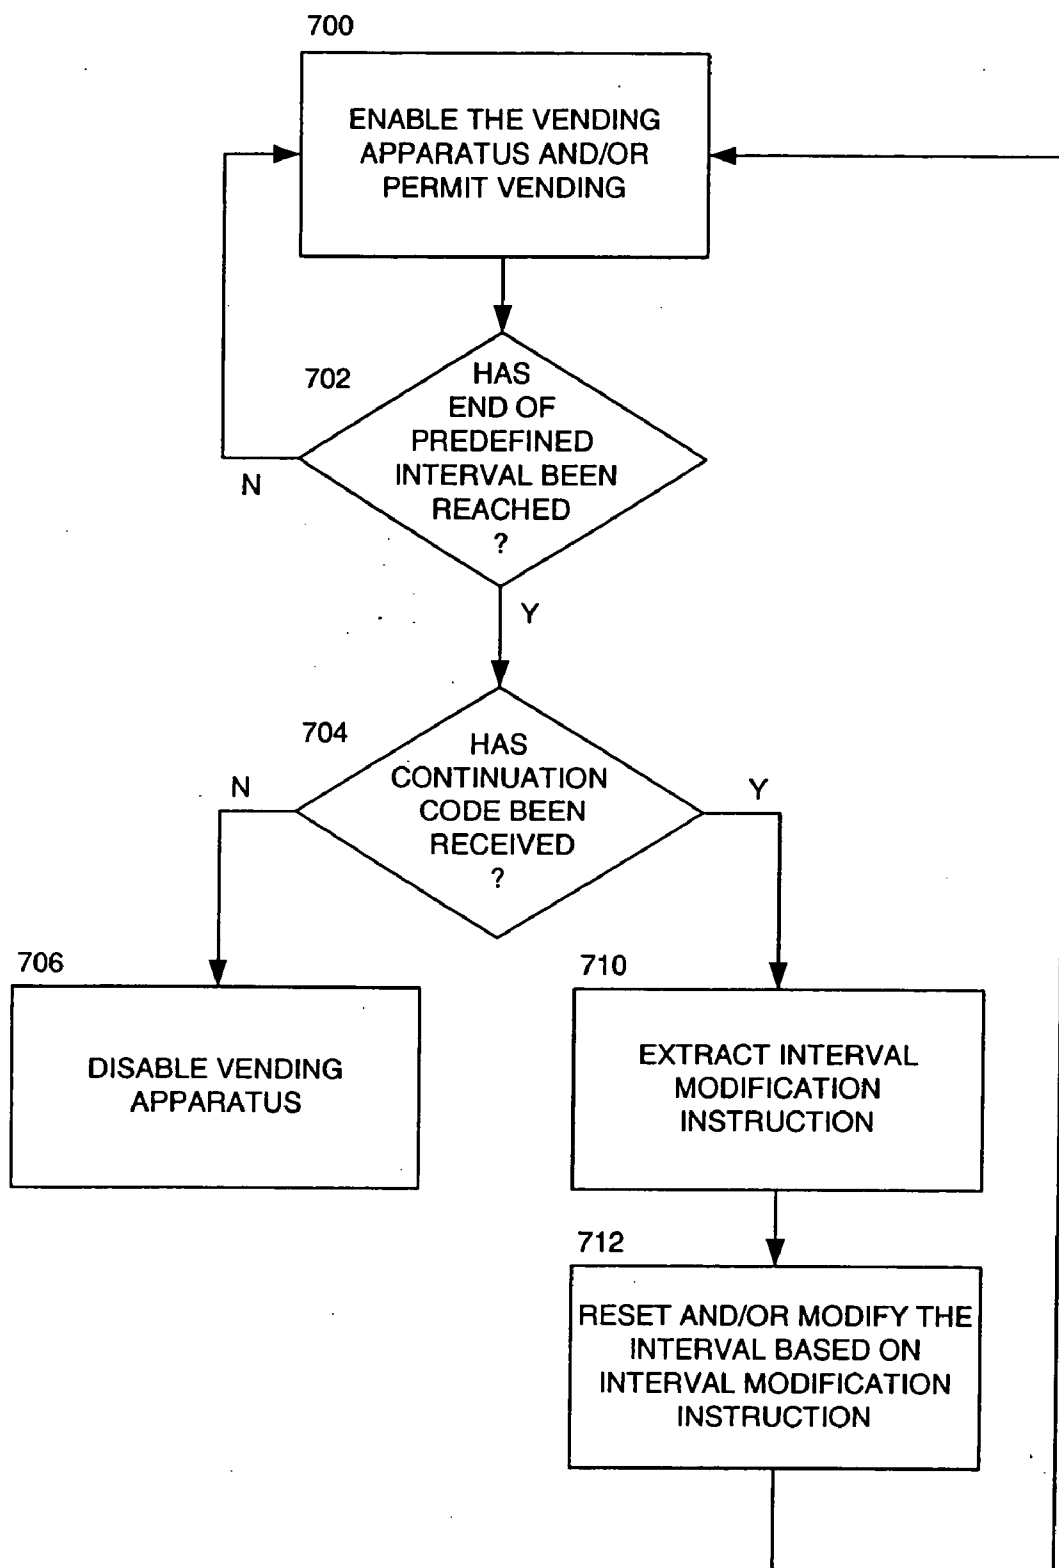 700
ENABLE THE VENDING
APPARATUS AND/OR
PERMIT VENDING
702
HAS
END OF
PREDEFINED
INTERVAL BEEN
REACHED
?
N
Y
704
HAS
CONTINUATION
CODE BEEN
RECEIVED
?
N
Y
706
DISABLE VENDING
APPARATUS
710
EXTRACT INTERVAL
MODIFICATION
INSTRUCTION
712
RESET AND/OR MODIFY THE
INTERVAL BASED ON
INTERVAL MODIFICATION
INSTRUCTION